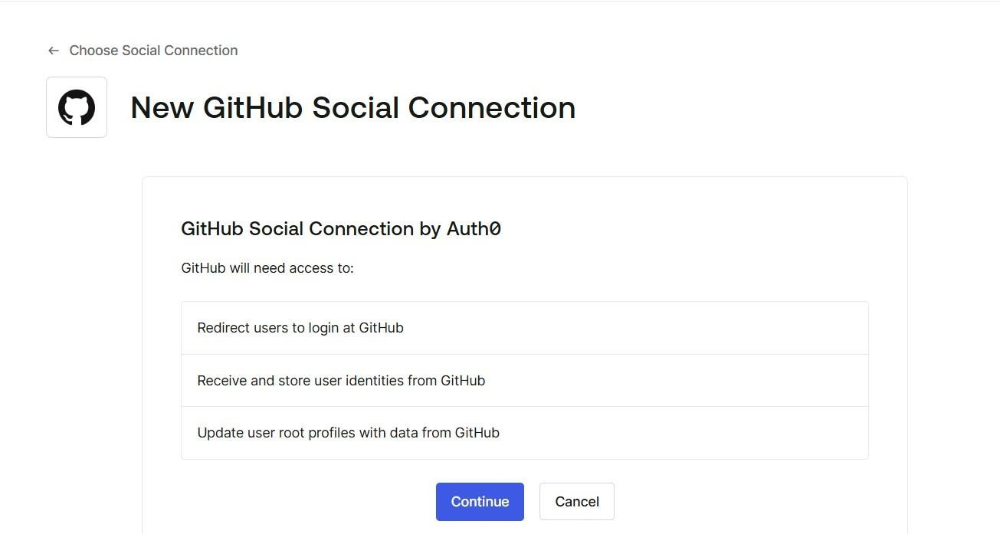 ← Choose Social Connection
New GitHub Social Connection
GitHub Social Connection by Auth0
GitHub will need access to:
Redirect users to login at GitHub
Receive and store user identities from GitHub
Update user root profiles with data from GitHub
Continue Cancel